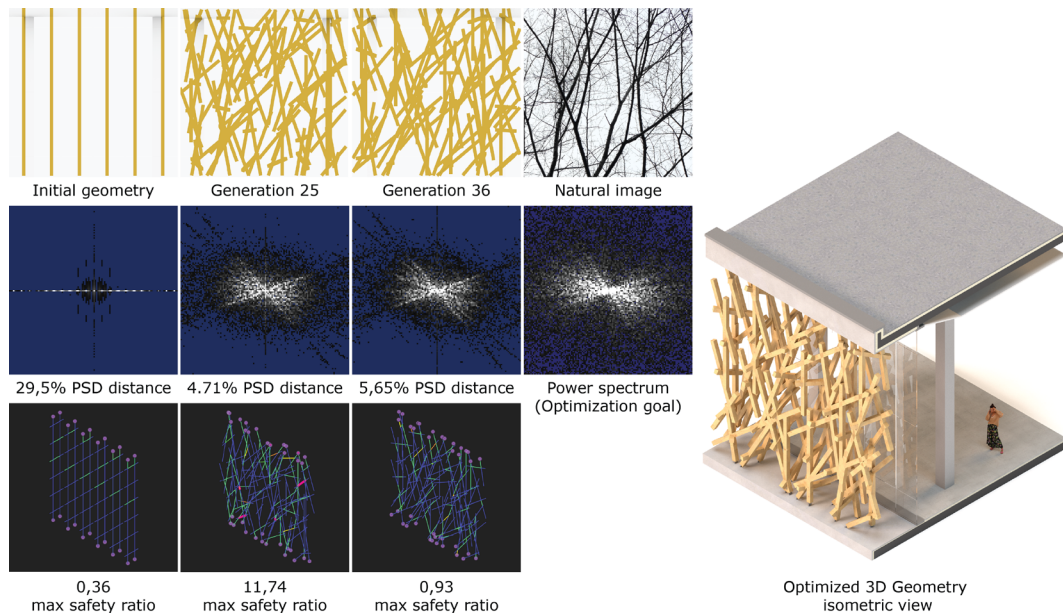 Initial geometry
Generation 25
Generation 36
Natural image
29,5% PSD distance
4.71% PSD distance
5,65% PSD distance
Power spectrum
(Optimization goal)
0,36
max safety ratio
11,74
max safety ratio
0,93
max safety ratio
Optimized 3D Geometry
isometric view